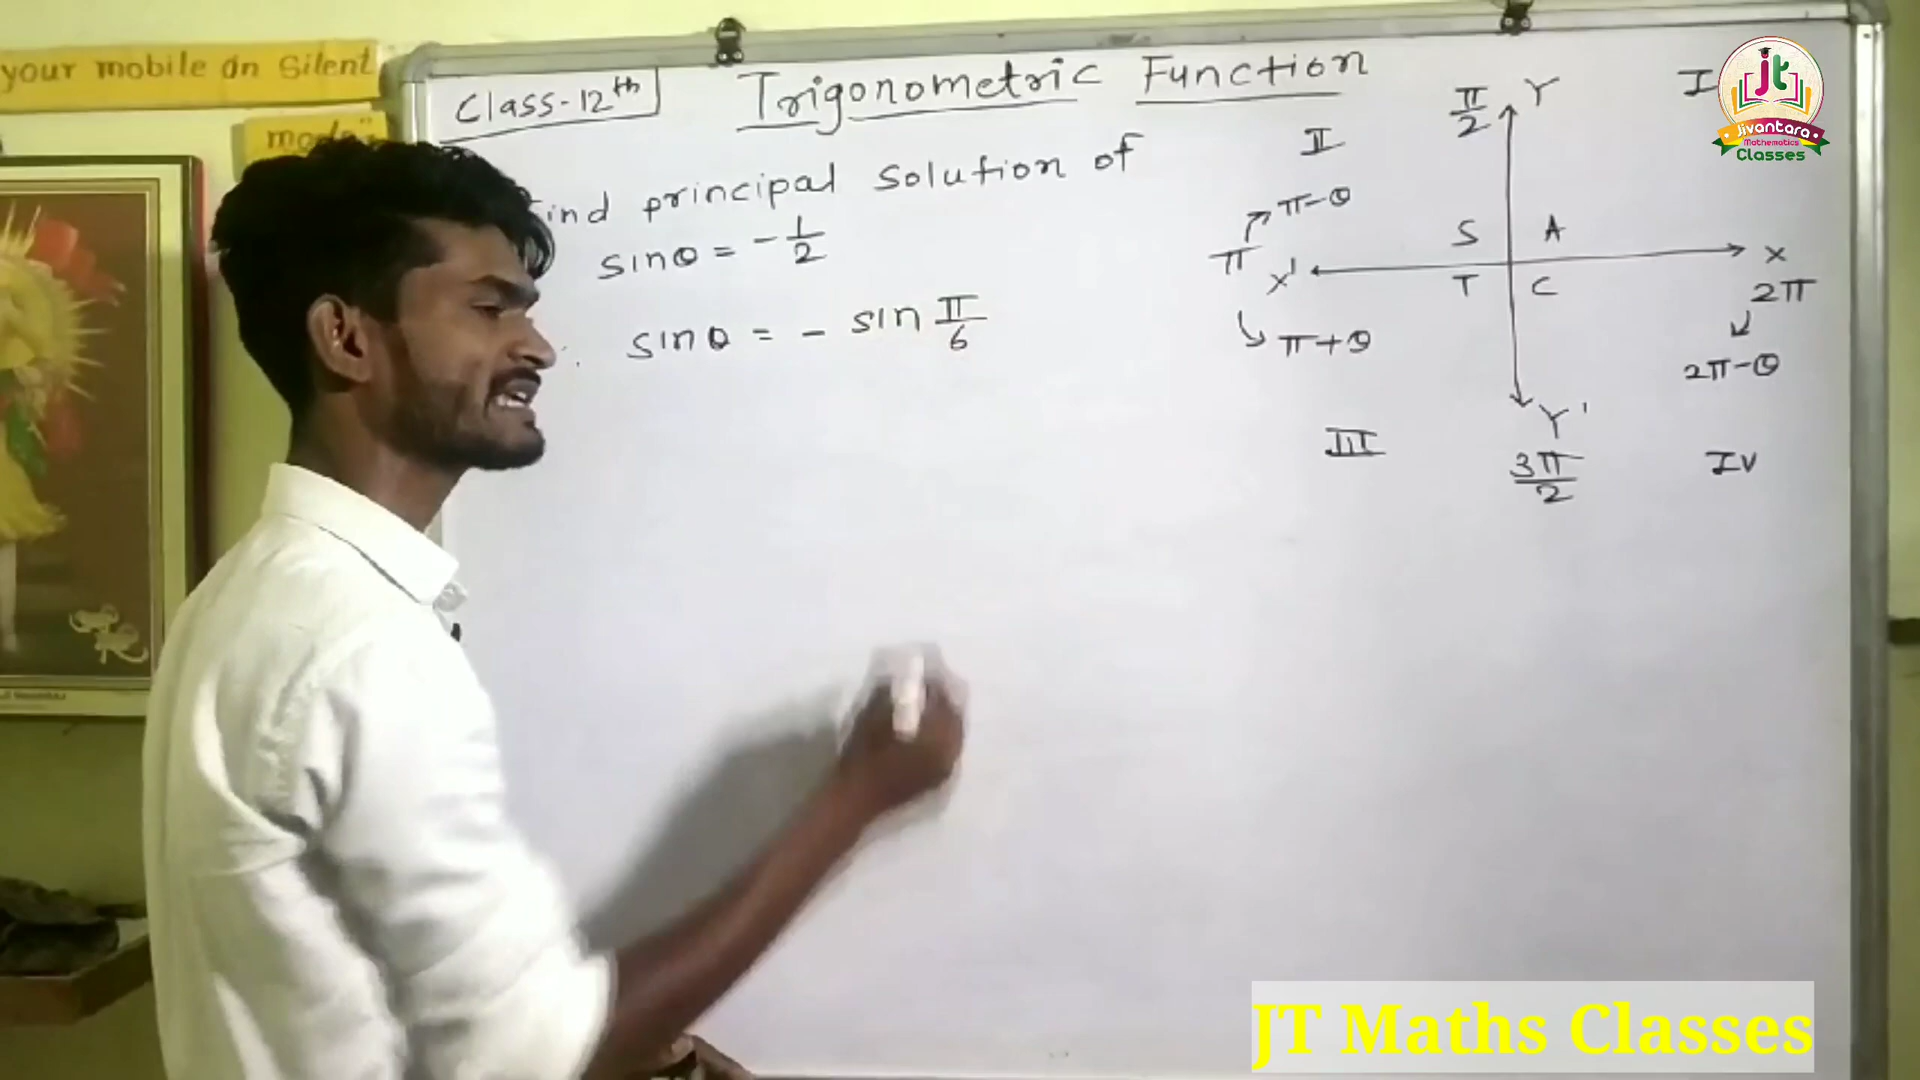 your mobile on Silent
mode"
Class-12th
Trigonometric Function
find principal solution of
sinθ = -1/2
sinθ = - sin π/6
π/2
Y
I
II
π-θ
S A
π
X'
X
T C
2π
π+θ
2π-θ
Y'
III
3π/2
IV
jt
Jivantara
Mathematics
Classes
JT Maths Classes